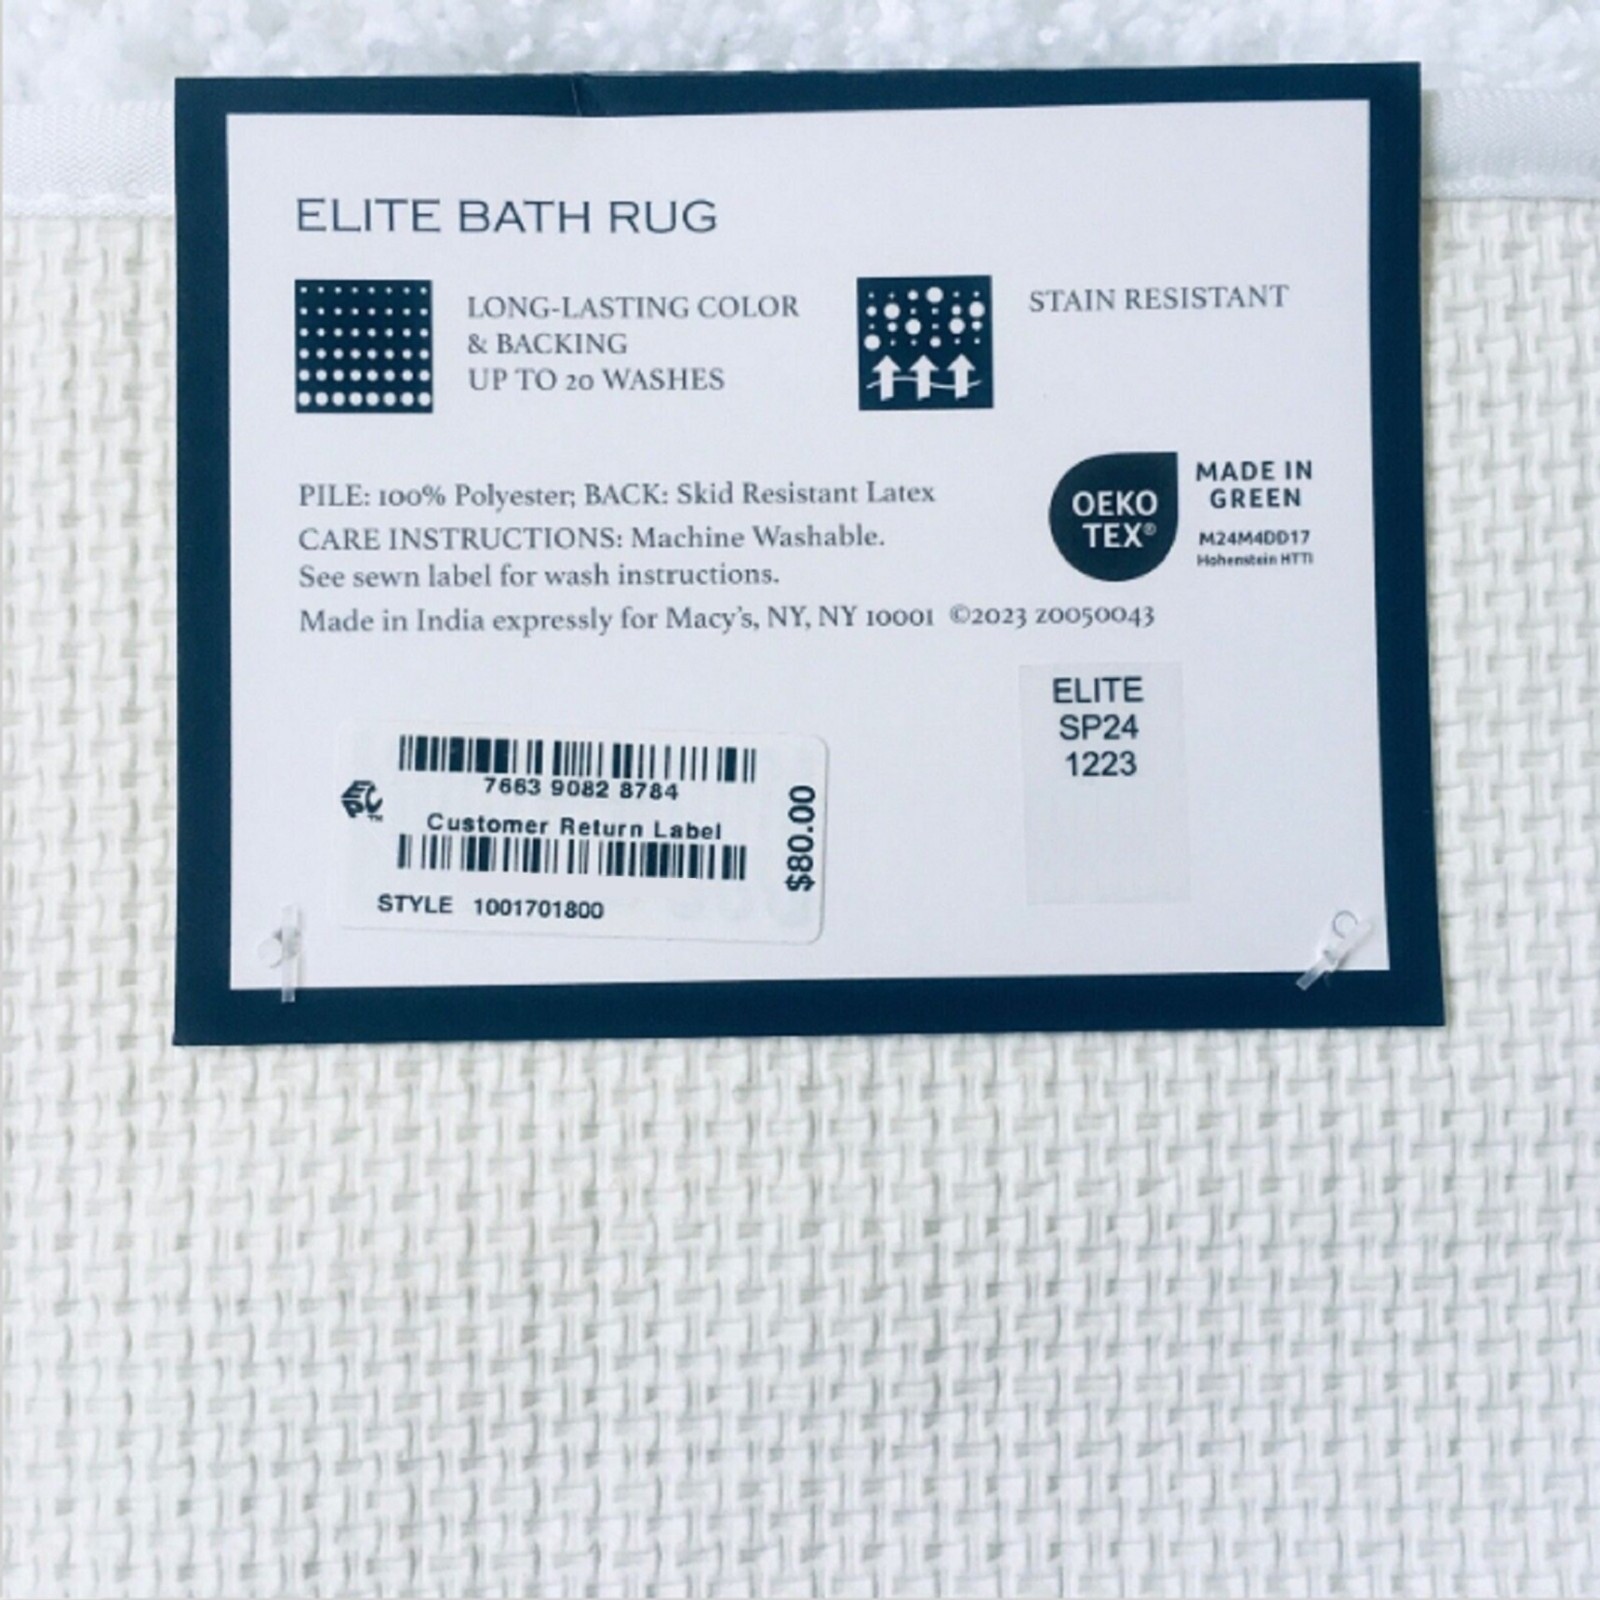 ELITE BATH RUG
LONG-LASTING COLOR
& BACKING
UP TO 20 WASHES
STAIN RESISTANT
PILE: 100% Polyester; BACK: Skid Resistant Latex
CARE INSTRUCTIONS: Machine Washable.
See sewn label for wash instructions.
Made in India expressly for Macy's, NY, NY 10001 ©2023 Z0050043
OEKO
TEX®
MADE IN
GREEN
M24M4DD17
Hohenstein HTTI
ELITE
SP24
1223
7663 9082 8784
EPC™
Customer Return Label
$80.00
STYLE 1001701800